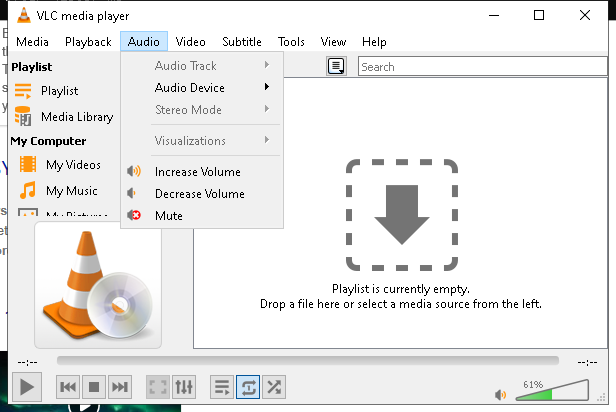 VLC media player
Media Playback Audio Video Subtitle Tools View Help
Playlist
Playlist
Media Library
My Computer
My Videos
My Music
My Pictures
Audio Track
Audio Device
Stereo Mode
Visualizations
Increase Volume
Decrease Volume
Mute
Search
Playlist is currently empty.
Drop a file here or select a media source from the left.
--:-- --:--
61%